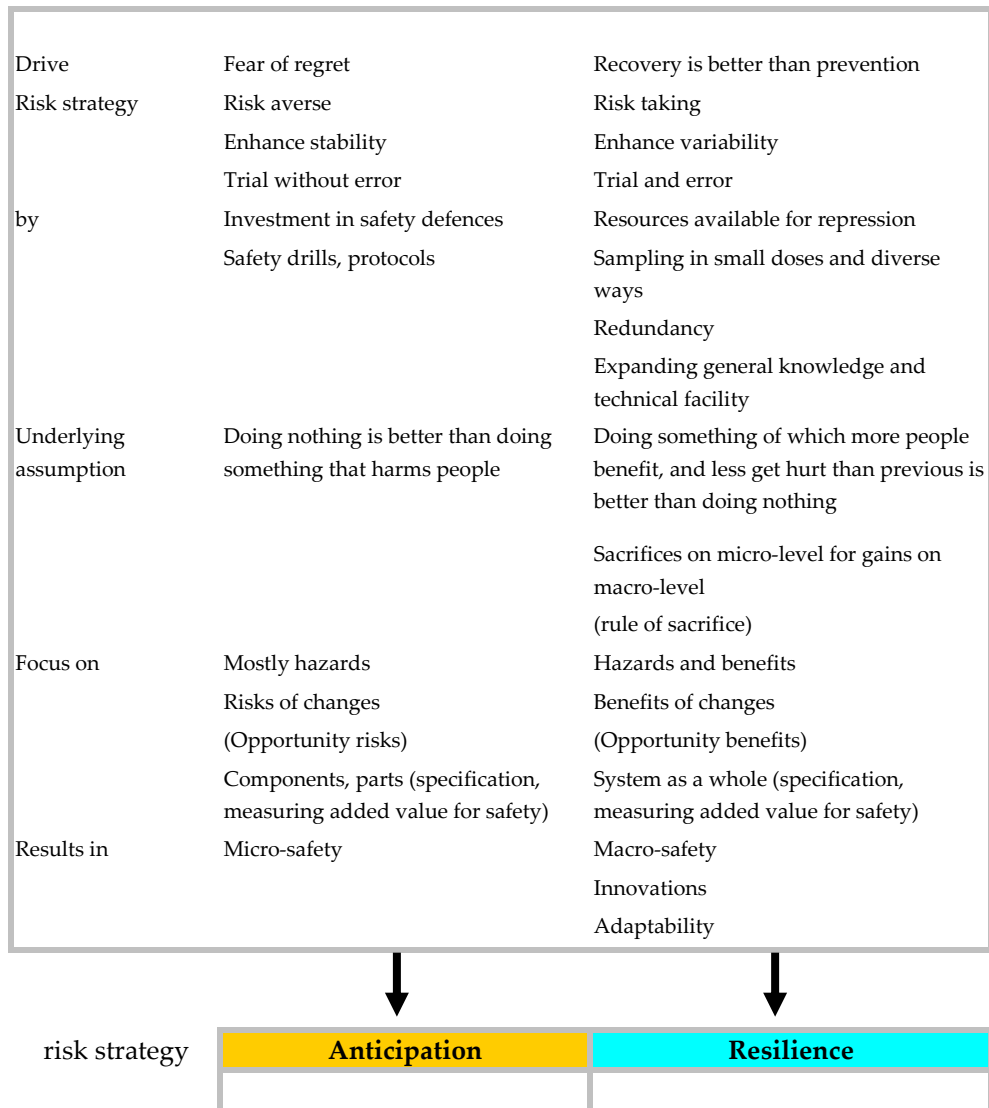 Drive Fear of regret Recovery is better than prevention
Risk strategy Risk averse Risk taking
Enhance stability Enhance variability
Trial without error Trial and error
by Investment in safety defences Resources available for repression
Safety drills, protocols Sampling in small doses and diverse
ways
Redundancy
Expanding general knowledge and
technical facility
Underlying Doing nothing is better than doing Doing something of which more people
assumption something that harms people benefit, and less get hurt than previous is
better than doing nothing
Sacrifices on micro-level for gains on
macro-level
(rule of sacrifice)
Focus on Mostly hazards Hazards and benefits
Risks of changes Benefits of changes
(Opportunity risks) (Opportunity benefits)
Components, parts (specification, System as a whole (specification,
measuring added value for safety) measuring added value for safety)
Results in Micro-safety Macro-safety
Innovations
Adaptability
risk strategy Anticipation Resilience